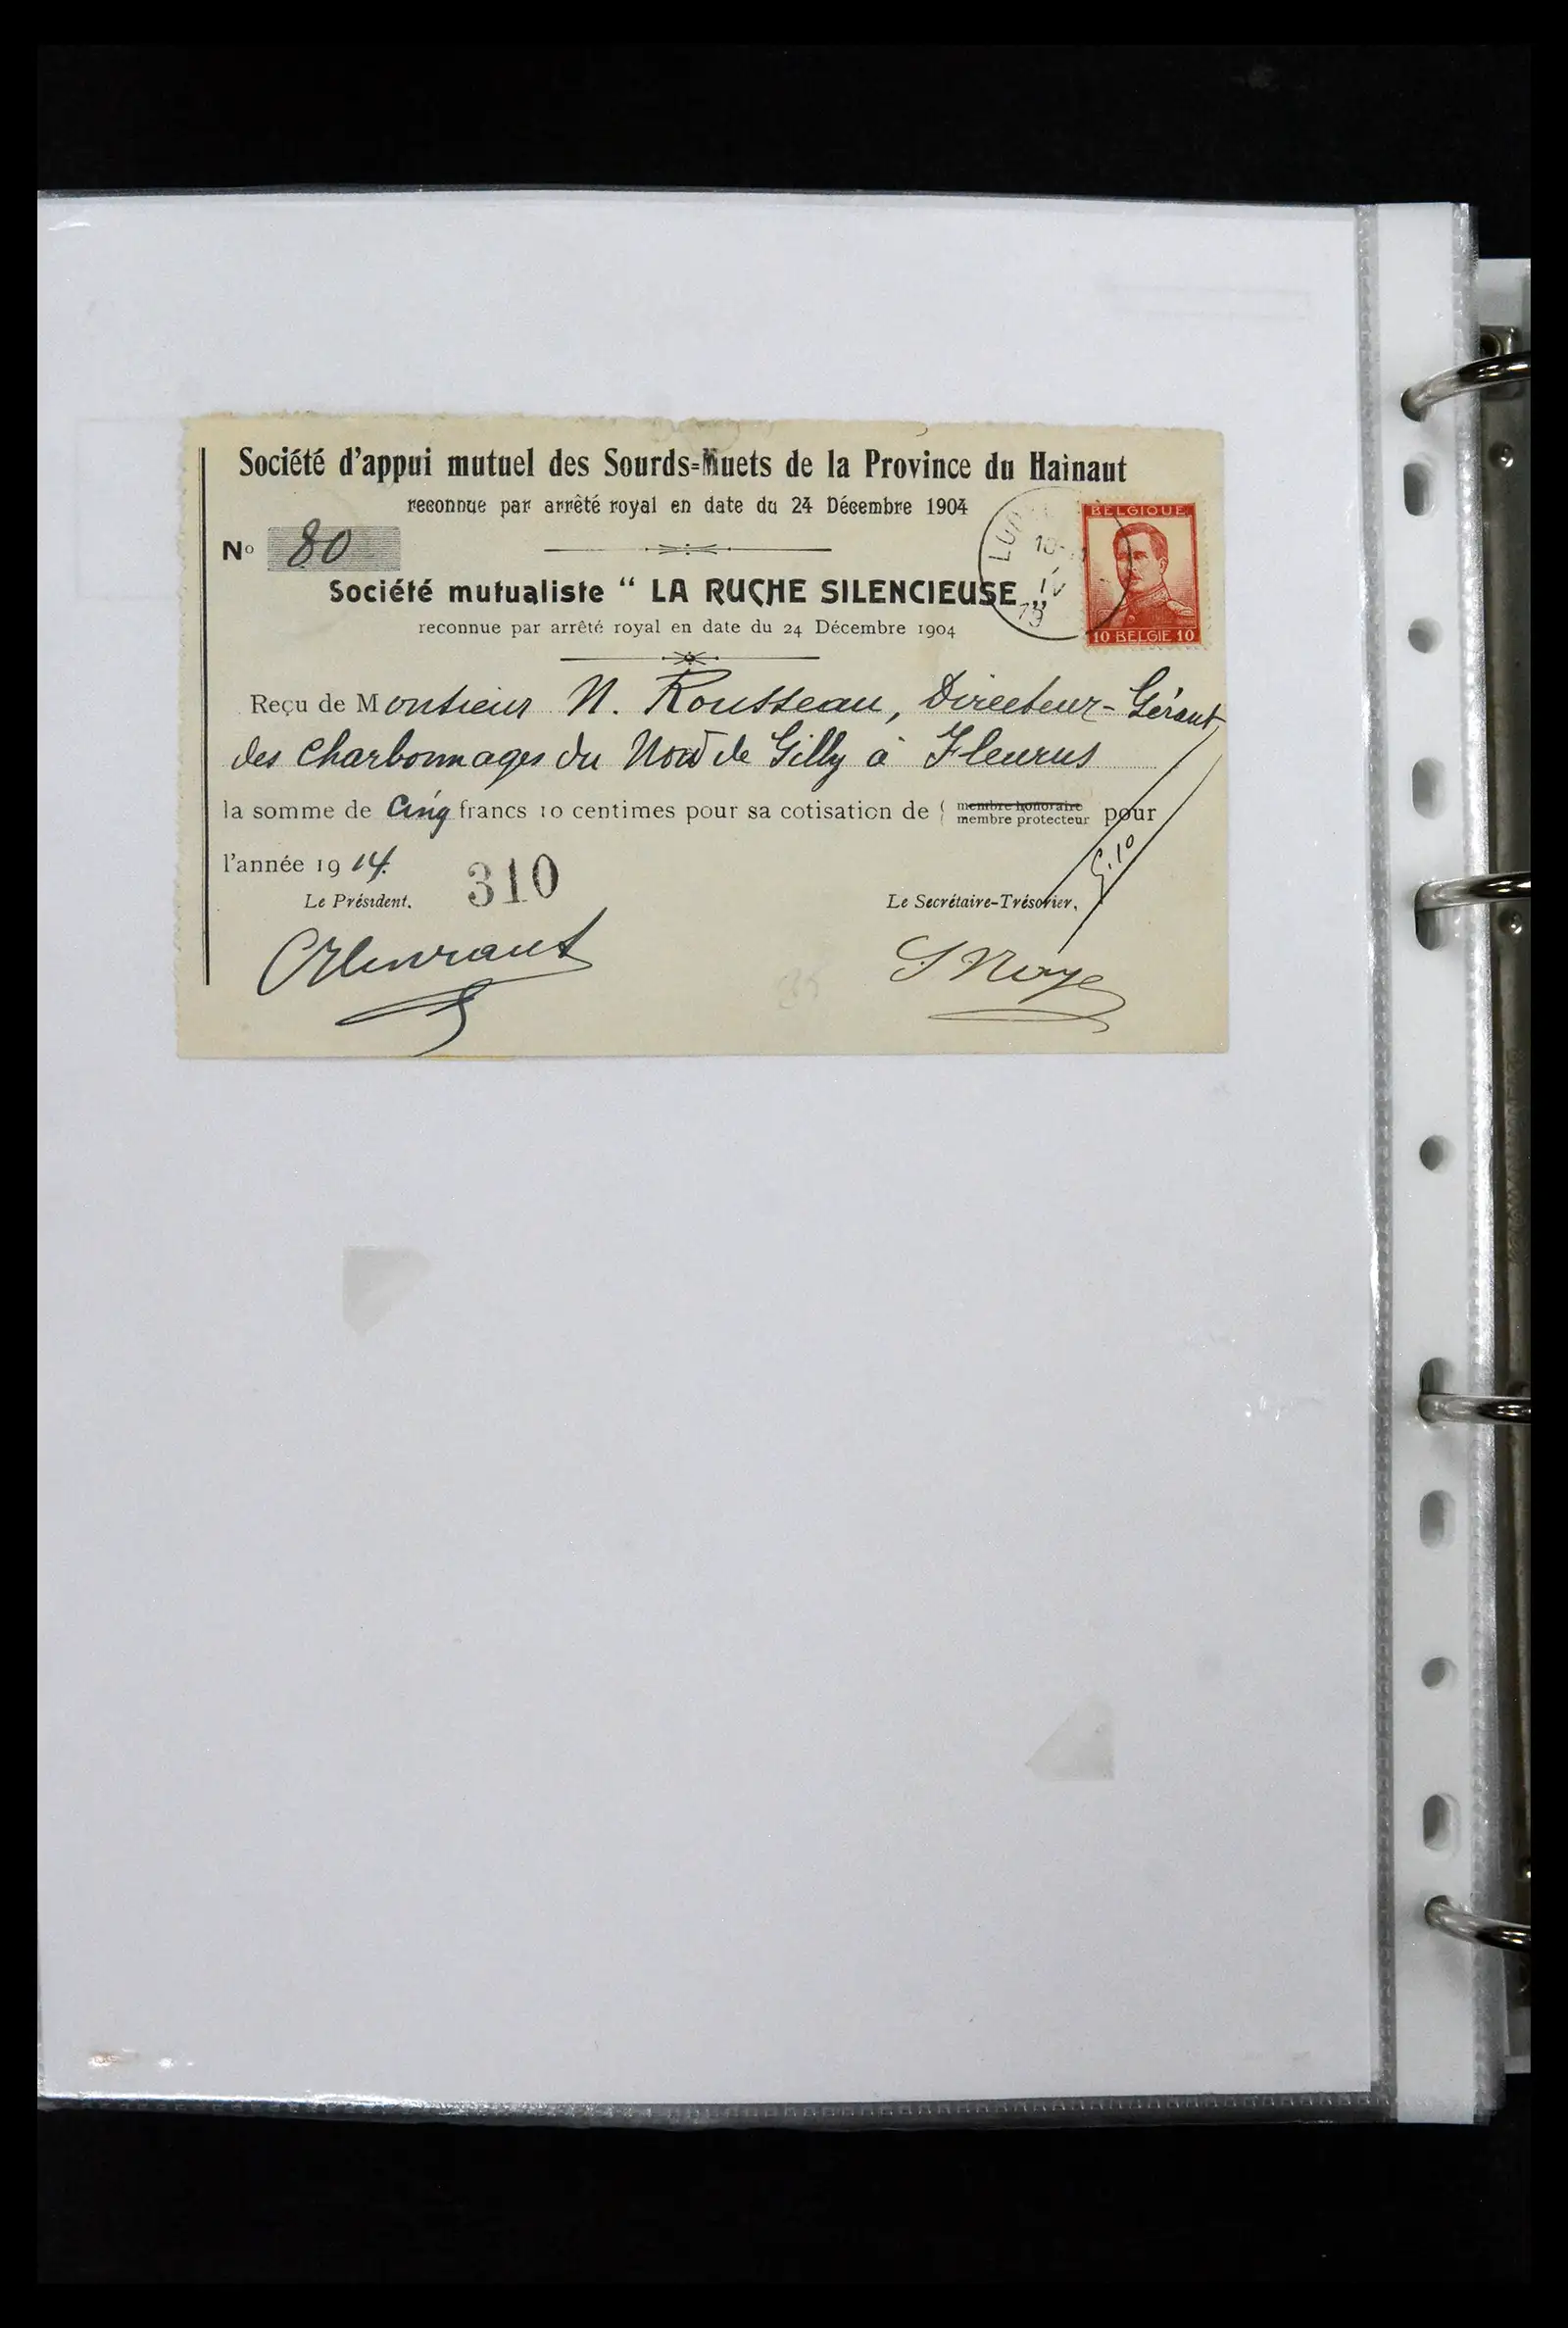 Société d'appui mutuel des Sourds=Muets de la Province du Hainaut
reconnue par arrêté royal en date du 24 Décembre 1904
BELGIQUE
Nº 80
Société mutualiste “ LA RUCHE SILENCIEUSE „
10 BELGIE 10
reconnue par arrêté royal en date du 24 Décembre 1904
Reçu de Monsieur N. Rousseau, Directeur-Gérant
des Charbonnages du Nord de Gilly à Fleurus
la somme de Cinq francs 10 centimes pour sa cotisation de ( membre honoraire
membre protecteur pour
5.10
l'année 1914.
310
Le Président.
Le Secrétaire-Trésorier,